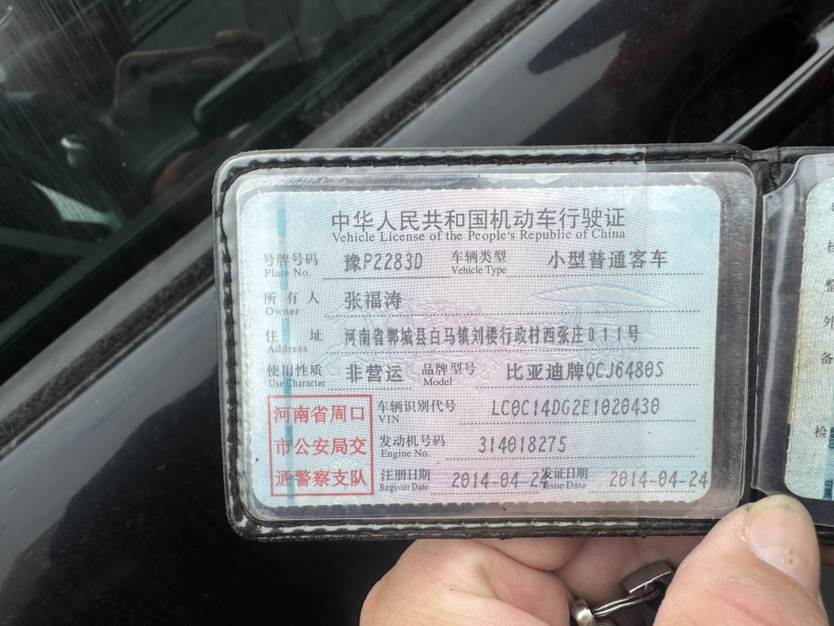 中华人民共和国机动车行驶证
Vehicle License of the People's Republic of China
号牌号码 豫P2283D 车辆类型 小型普通客车
Plate No. Vehicle Type
所有人 张福涛
Owner
住址 河南省郸城县白马镇刘楼行政村西张庄011号
Address
使用性质 非营运 品牌型号 比亚迪牌QCJ6480S
Use Character Model
河南省周口 车辆识别代号 LC0C14DG2E1020430
VIN
市公安局交 发动机号码 314018275
Engine No.
通警察支队 注册日期 2014-04-24 发证日期 2014-04-24
Register Date Issue Date
整
外
备
检